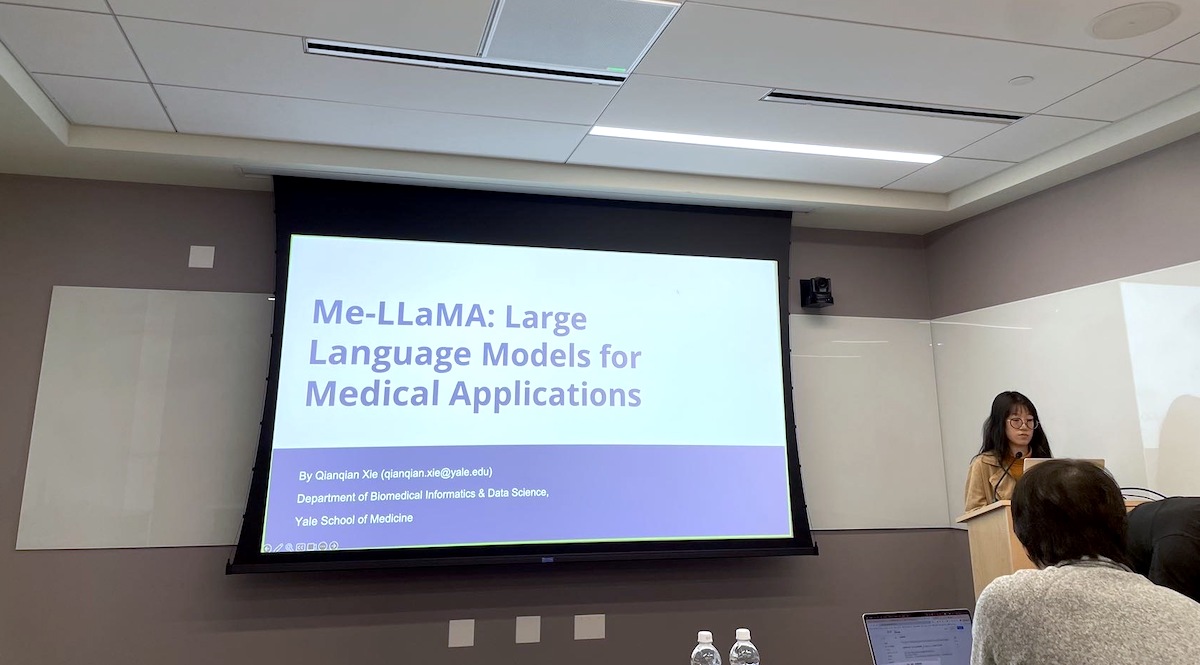 Me-LLaMA: Large
Language Models for
Medical Applications
By Qianqian Xie (qianqian.xie@yale.edu)
Department of Biomedical Informatics & Data Science,
Yale School of Medicine